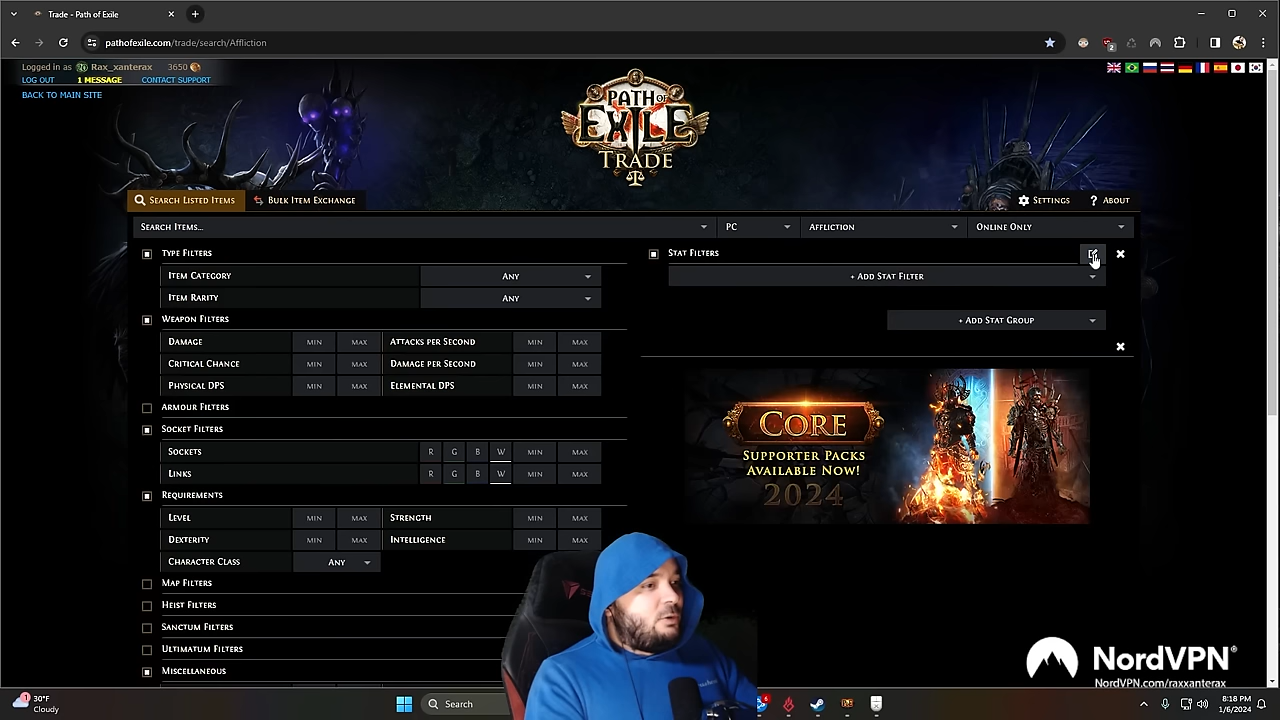 Trade - Path of Exile
pathofexile.com/trade/search/Affliction
2
Logged in as Rax_xanterax 3650
LOG OUT 1 MESSAGE CONTACT SUPPORT
BACK TO MAIN SITE
PATH OF
EXILE
TRADE
Search Listed Items
Bulk Item Exchange
Settings
? About
Search Items...
PC
Affliction
Online Only
Type Filters
Item Category Any
Item Rarity Any
Weapon Filters
Damage MIN MAX Attacks per Second MIN MAX
Critical Chance MIN MAX Damage per Second MIN MAX
Physical DPS MIN MAX Elemental DPS MIN MAX
Armour Filters
Socket Filters
Sockets R G B W MIN MAX
Links R G B W MIN MAX
Requirements
Level MIN MAX Strength MIN MAX
Dexterity MIN MAX Intelligence MIN MAX
Character Class Any
Map Filters
Heist Filters
Sanctum Filters
Ultimatum Filters
Miscellaneous
Stat Filters
+ Add Stat Filter
+ Add Stat Group
CORE
SUPPORTER PACKS
AVAILABLE NOW!
2024
NordVPN®
NordVPN.com/raxxanterax
1
30°F
Cloudy
Search
8:18 PM
1/6/2024